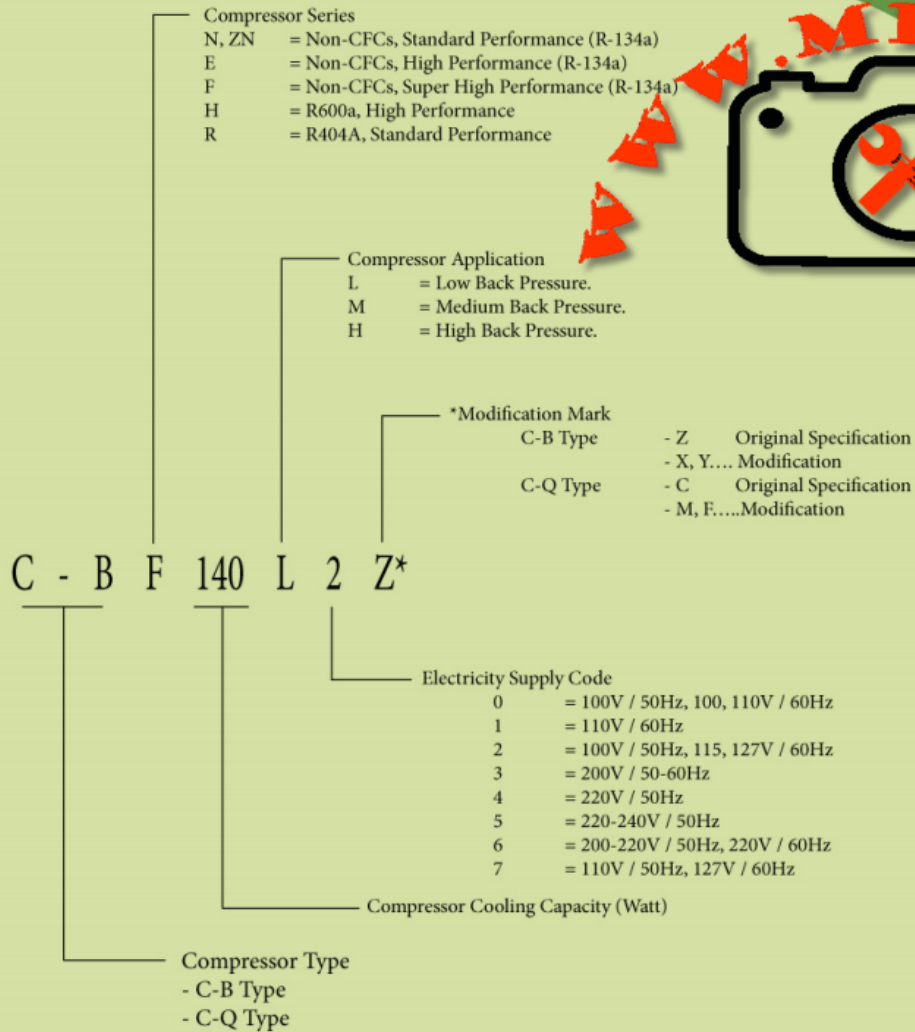 Compressor Series
N, ZN = Non-CFCs, Standard Performance (R-134a)
E = Non-CFCs, High Performance (R-134a)
F = Non-CFCs, Super High Performance (R-134a)
H = R600a, High Performance
R = R404A, Standard Performance
WWW.M
Compressor Application
L = Low Back Pressure.
M = Medium Back Pressure.
H = High Back Pressure.
*Modification Mark
C-B Type - Z Original Specification
- X, Y.... Modification
C-Q Type - C Original Specification
- M, F.....Modification
C - B F 140 L 2 Z*
Electricity Supply Code
0 = 100V / 50Hz, 100, 110V / 60Hz
1 = 110V / 60Hz
2 = 100V / 50Hz, 115, 127V / 60Hz
3 = 200V / 50-60Hz
4 = 220V / 50Hz
5 = 220-240V / 50Hz
6 = 200-220V / 50Hz, 220V / 60Hz
7 = 110V / 50Hz, 127V / 60Hz
Compressor Cooling Capacity (Watt)
Compressor Type
- C-B Type
- C-Q Type